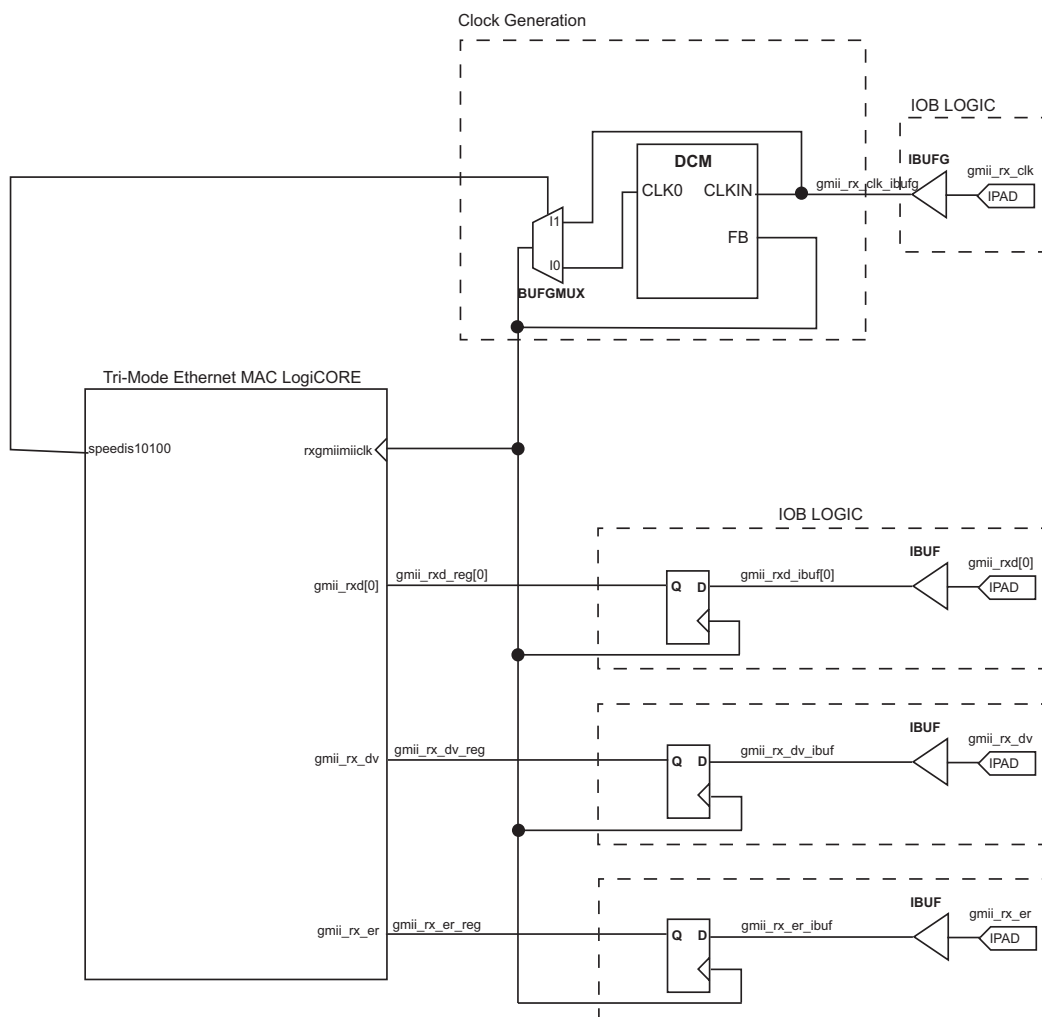 Clock Generation
IOB LOGIC
DCM
IBUFG
gmii_rx_clk
gmii_rx_clk_ibufg
CLK0
CLKIN
IPAD
I1
FB
I0
BUFGMUX
Tri-Mode Ethernet MAC LogiCORE
speedis10100
rxgmiimiiclk
IOB LOGIC
IBUF
gmii_rxd[0]
gmii_rxd[0]
gmii_rxd_reg[0]
Q
D
gmii_rxd_ibuf[0]
IPAD
IBUF
gmii_rx_dv
gmii_rx_dv
gmii_rx_dv_reg
Q
D
gmii_rx_dv_ibuf
IPAD
IBUF
gmii_rx_er
gmii_rx_er
gmii_rx_er_reg
Q
D
gmii_rx_er_ibuf
IPAD